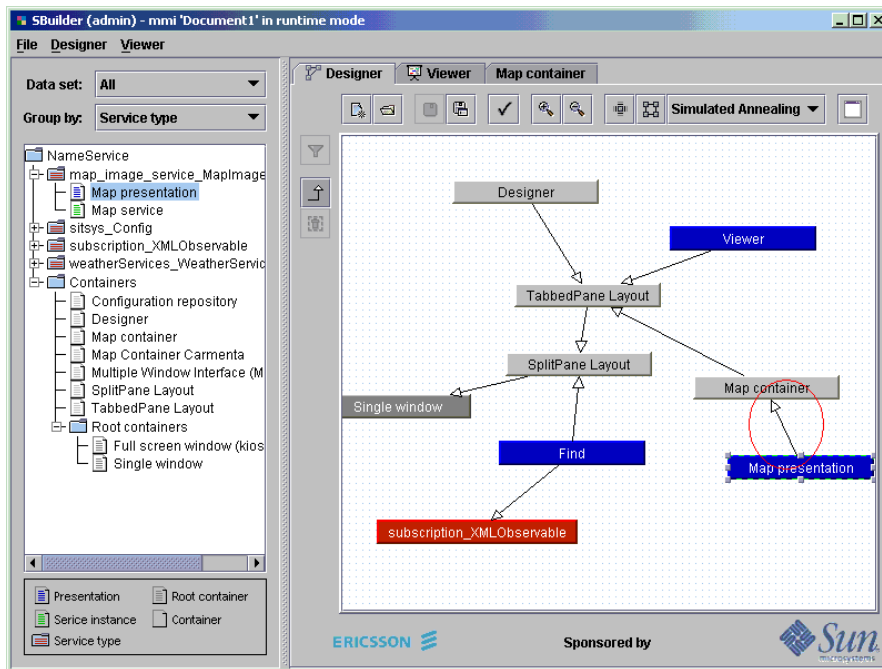 SBuilder (admin) - mmi 'Document1' in runtime mode
File Designer Viewer
Data set: All
Group by: Service type
NameService
map_image_service_MapImage
Map presentation
Map service
sitsys_Config
subscription_XMLObservable
weatherServices_WeatherServic
Containers
Configuration repository
Designer
Map container
Map Container Carmenta
Multiple Window Interface (M
SplitPane Layout
TabbedPane Layout
Root containers
Full screen window (kios
Single window
Presentation Root container
Serice instance Container
Service type
Designer Viewer Map container
Simulated Annealing
Designer
Viewer
TabbedPane Layout
SplitPane Layout
Map container
Single window
Find
Map presentation
subscription_XMLObservable
ERICSSON Sponsored by Sun
microsystems